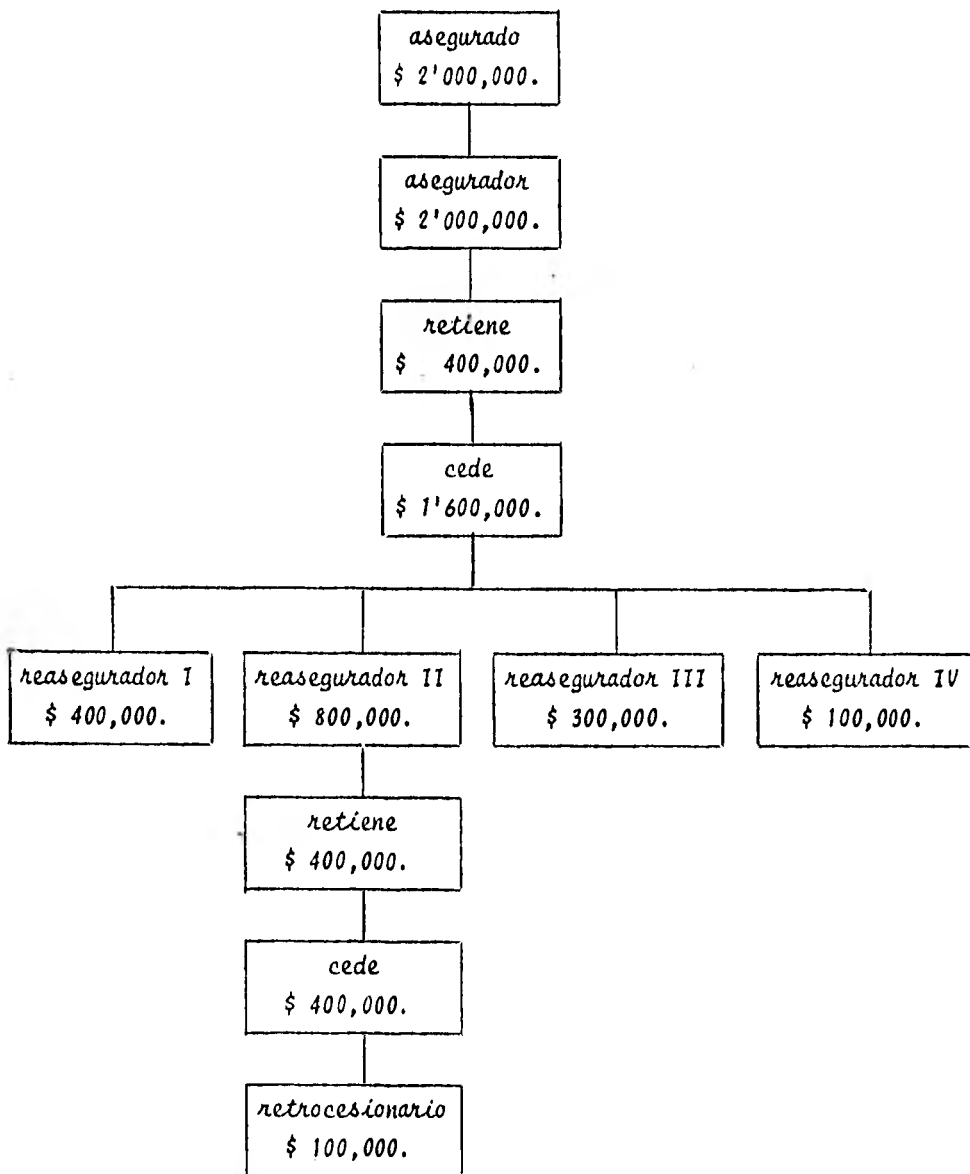 asegurado
$ 2'000,000.
asegurador
$ 2'000,000.
retiene
$ 400,000.
cede
$ 1'600,000.
reasegurador I
$ 400,000.
reasegurador II
$ 800,000.
reasegurador III
$ 300,000.
reasegurador IV
$ 100,000.
retiene
$ 400,000.
cede
$ 400,000.
retrocesionario
$ 100,000.